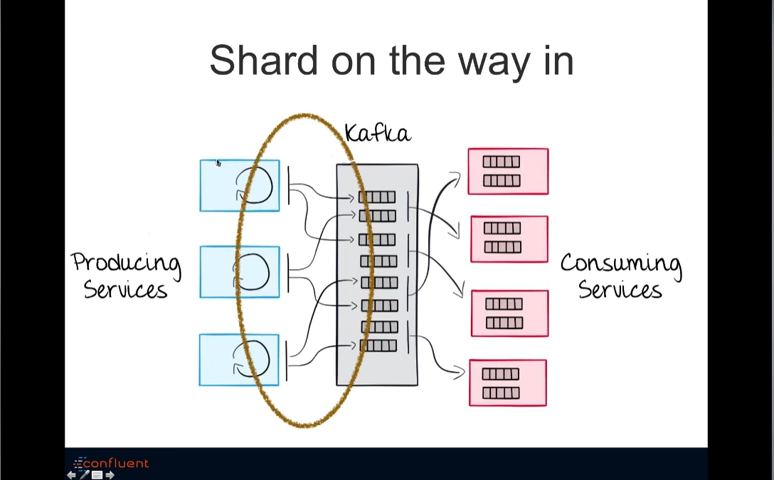 Shard on the way in
Kafka
Producing
Services
Consuming
Services
confluent